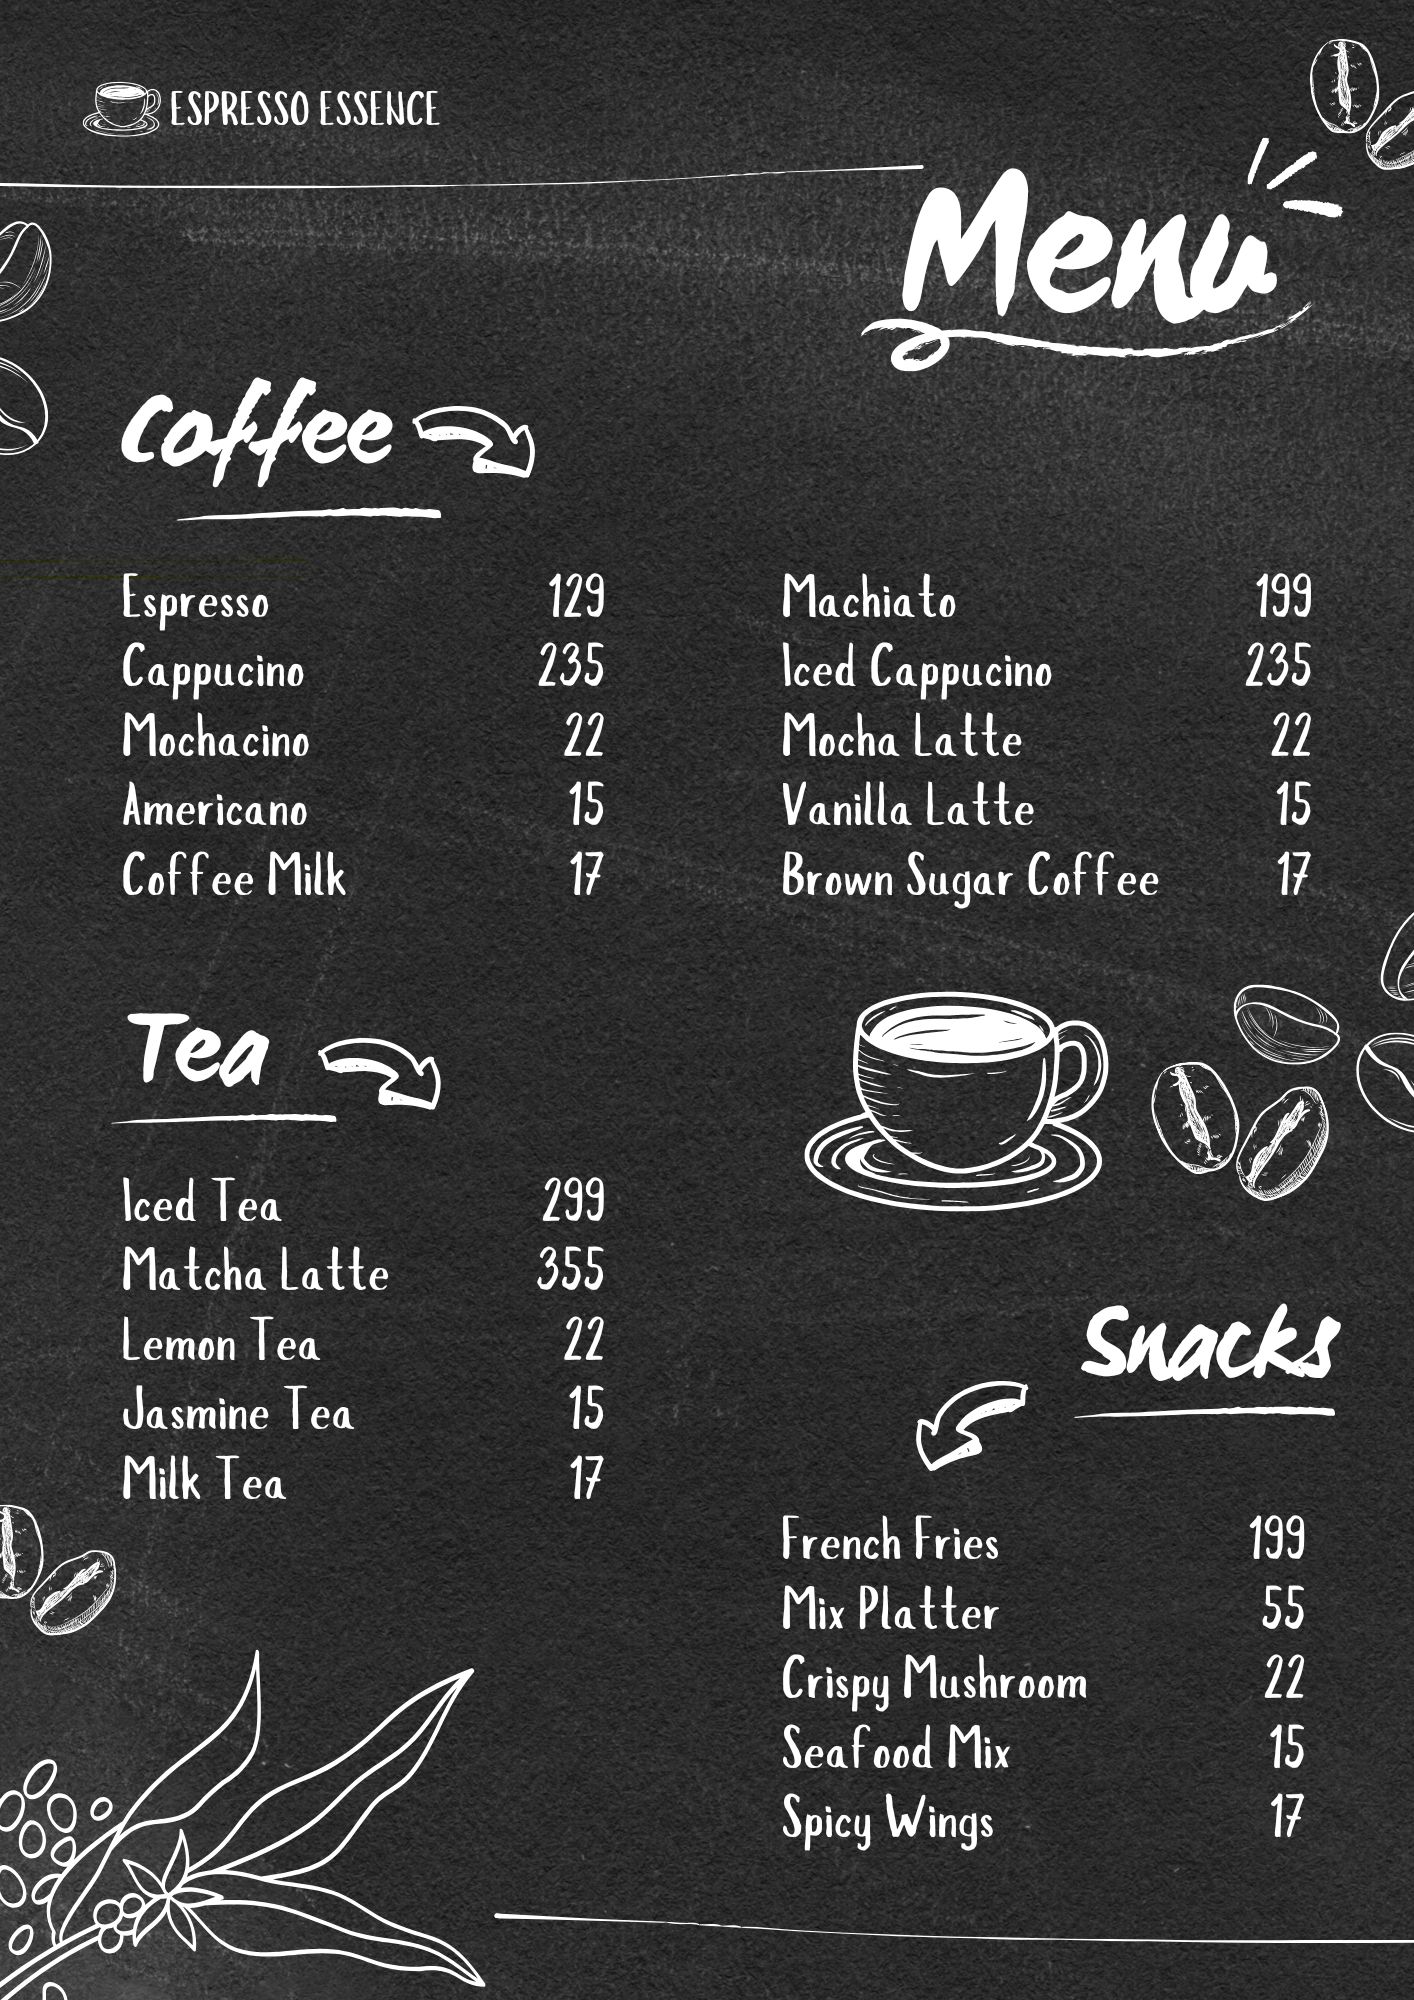 ESPRESSO ESSENCE
Menu
Coffee
Espresso 129
Cappucino 235
Mochacino 22
Americano 15
Coffee Milk 17
Machiato 199
Iced Cappucino 235
Mocha Latte 22
Vanilla Latte 15
Brown Sugar Coffee 17
Tea
Iced Tea 299
Matcha Latte 355
Lemon Tea 22
Jasmine Tea 15
Milk Tea 17
Snacks
French Fries 199
Mix Platter 55
Crispy Mushroom 22
Seafood Mix 15
Spicy Wings 17